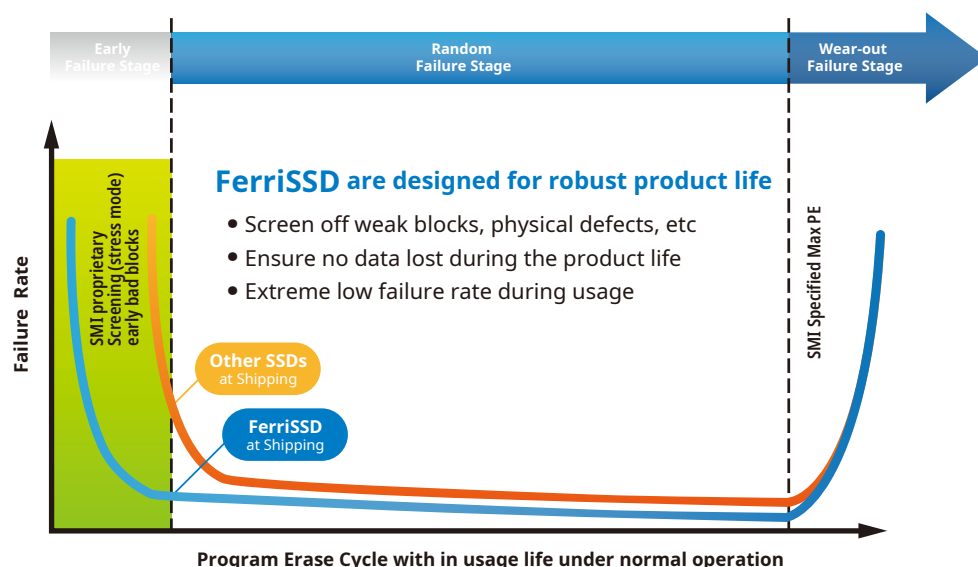 Early
Failure Stage
Random
Failure Stage
Wear-out
Failure Stage
FerriSSD are designed for robust product life
• Screen off weak blocks, physical defects, etc
• Ensure no data lost during the product life
• Extreme low failure rate during usage
SMI proprietary
Screening (stress mode)
early bad blocks
SMI Specified Max PE
Failure Rate
Other SSDs
at Shipping
FerriSSD
at Shipping
Program Erase Cycle with in usage life under normal operation